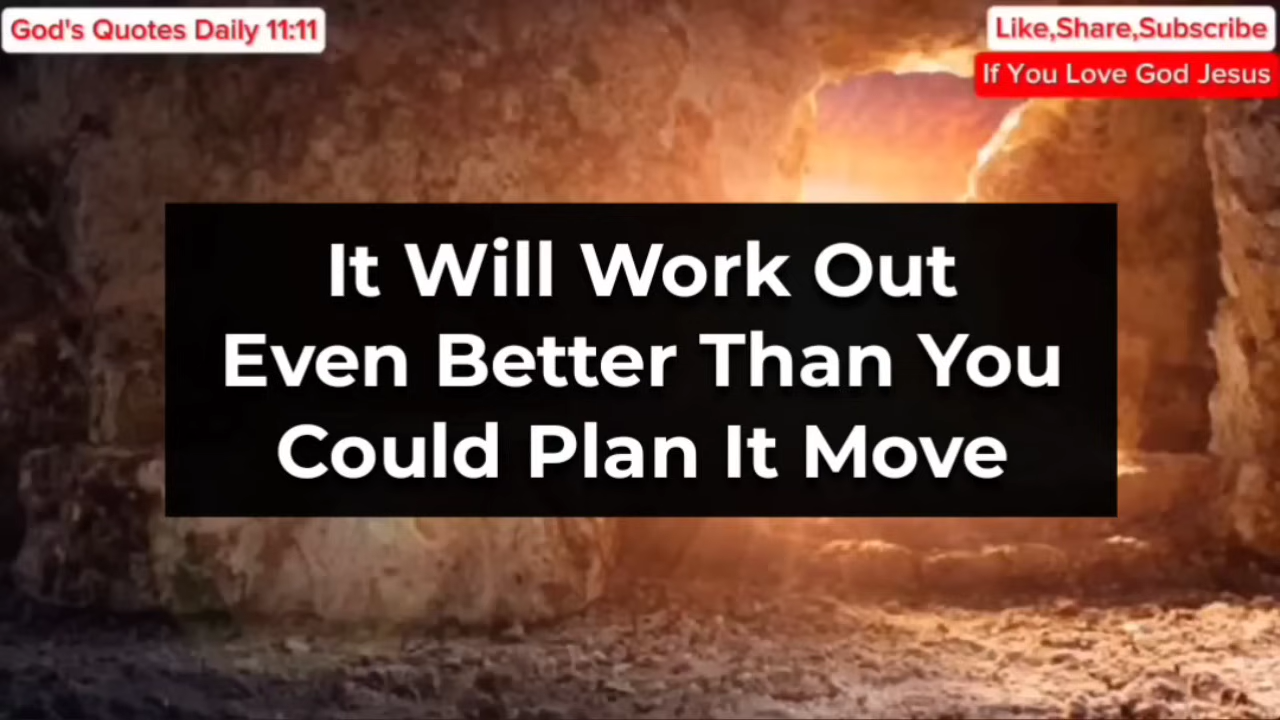 God's Quotes Daily 11:11
Like,Share,Subscribe
If You Love God Jesus
It Will Work Out
Even Better Than You
Could Plan It Move